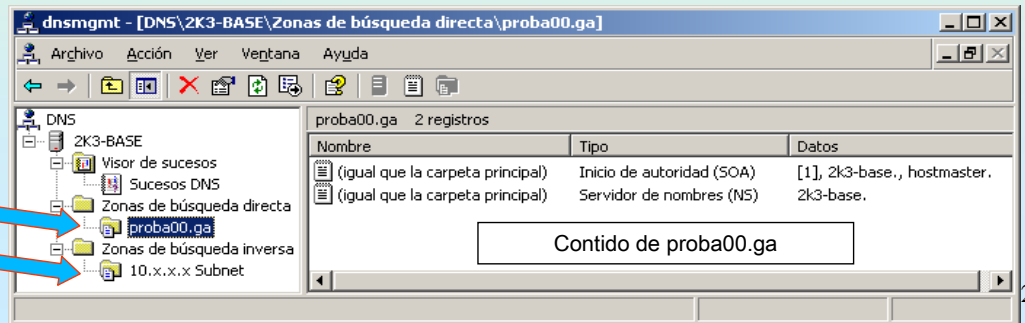 dnsmgmt - [DNS\2K3-BASE\Zonas de búsqueda directa\proba00.ga]
Archivo Acción Ver Ventana Ayuda
DNS
2K3-BASE
Visor de sucesos
Sucesos DNS
Zonas de búsqueda directa
proba00.ga
Zonas de búsqueda inversa
10.x.x.x Subnet
proba00.ga 2 registros
Nombre Tipo Datos
(igual que la carpeta principal) Inicio de autoridad (SOA) [1], 2k3-base., hostmaster.
(igual que la carpeta principal) Servidor de nombres (NS) 2k3-base.
Contido de proba00.ga